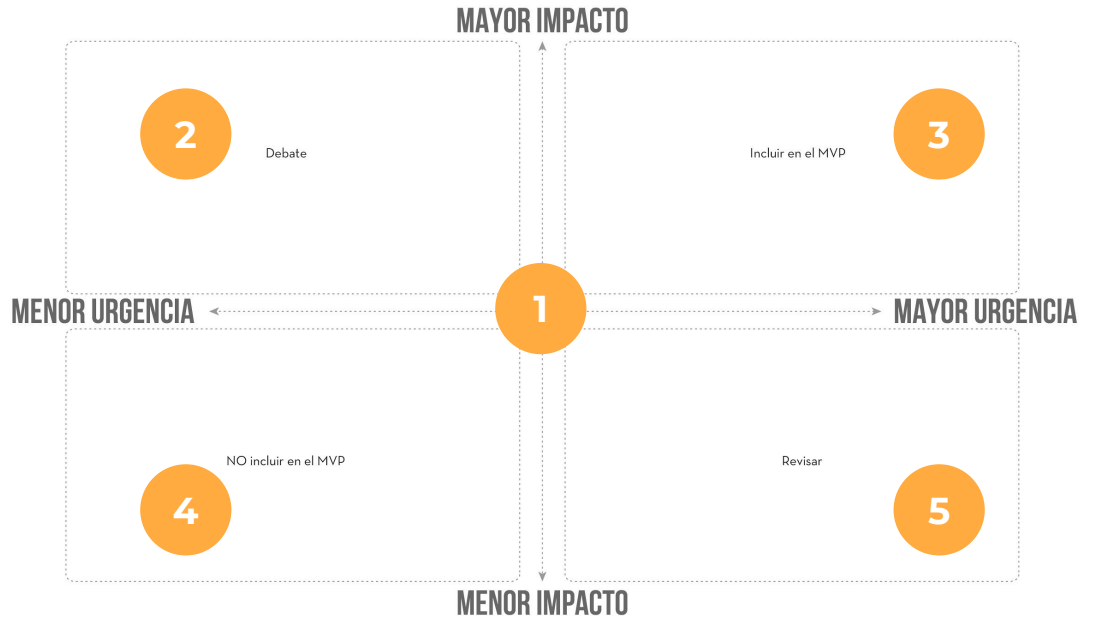 MAYOR IMPACTO
2
Debate
Incluir en el MVP
3
MENOR URGENCIA
1
MAYOR URGENCIA
NO incluir en el MVP
Revisar
4
5
MENOR IMPACTO